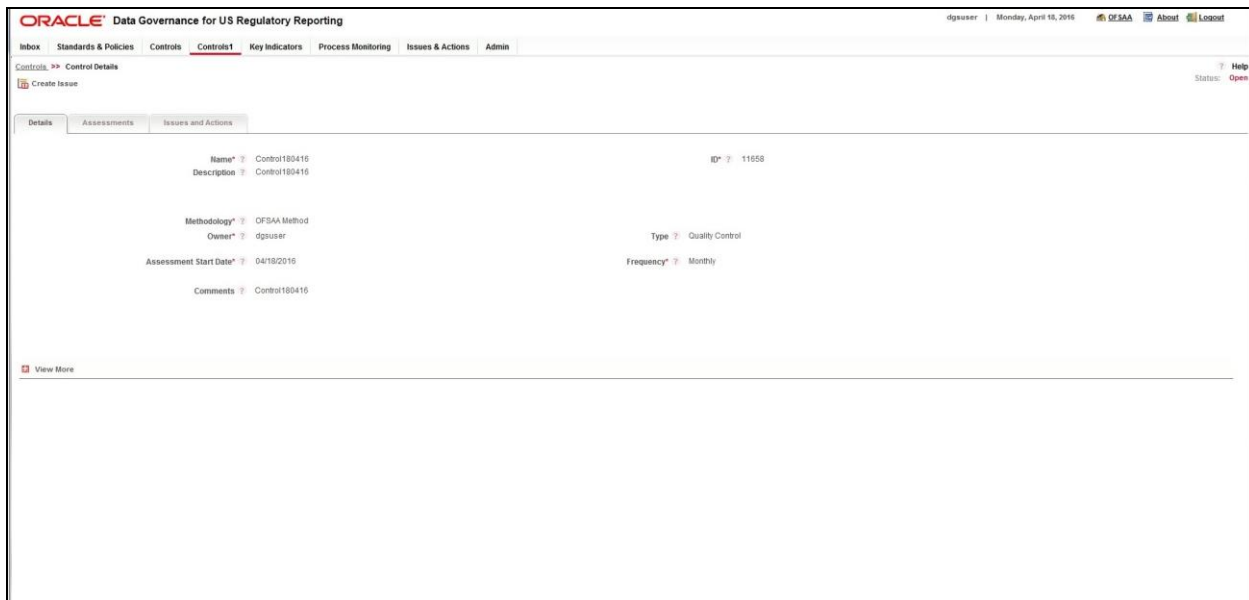 ORACLE Data Governance for US Regulatory Reporting
dgsuser | Monday, April 18, 2016 OFSAA About Logout
Inbox Standards & Policies Controls Controls1 Key Indicators Process Monitoring Issues & Actions Admin
Controls >> Control Details ? Help
Create Issue Status: Open
Details Assessments Issues and Actions
Name* ? Control180416 ID* ? 11658
Description ? Control180416
Methodology* ? OFSAA Method
Owner* ? dgsuser Type ? Quality Control
Assessment Start Date* ? 04/18/2016 Frequency* ? Monthly
Comments ? Control180416
View More